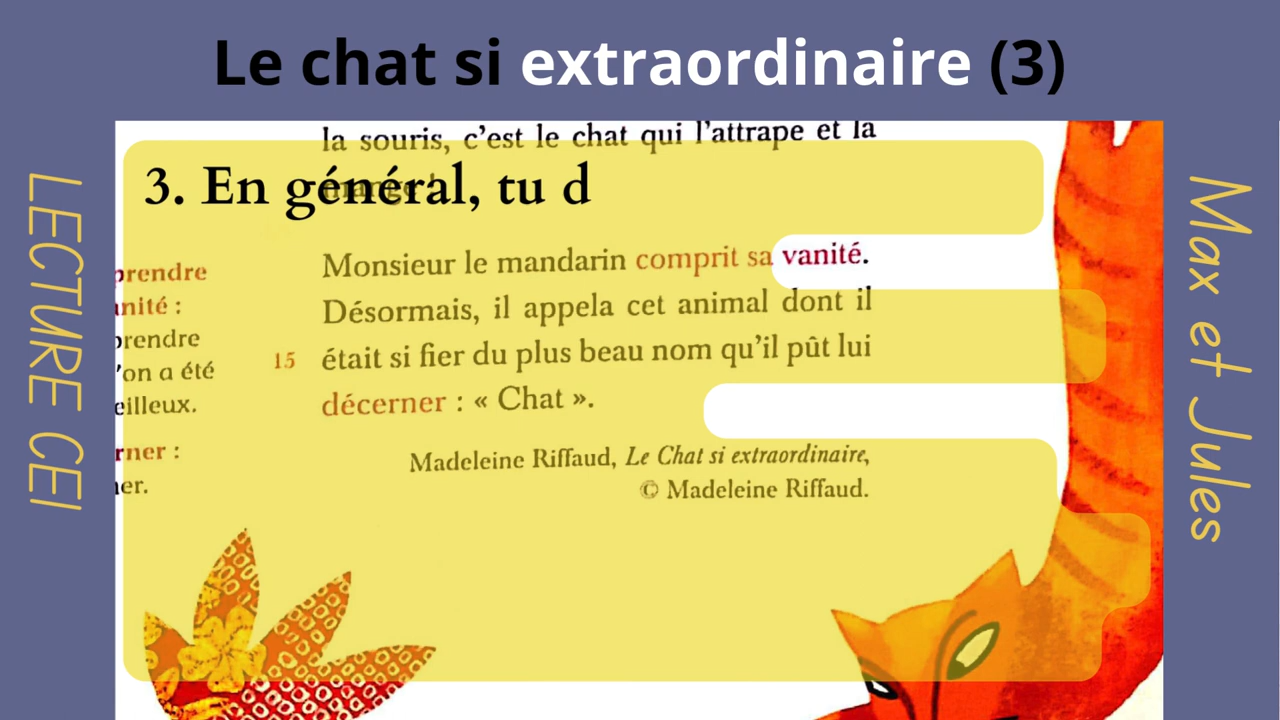 Le chat si extraordinaire (3)
LECTURE CE1
la souris, c'est le chat qui l'attrape et la
mange !
3. En général, tu d
Monsieur le mandarin comprit sa vanité.
Désormais, il appela cet animal dont il
15 était si fier du plus beau nom qu'il pût lui
décerner : « Chat ».
Madeleine Riffaud, Le Chat si extraordinaire,
© Madeleine Riffaud.
prendre
nité :
prendre
'on a été
eilleux.
rner :
er.
Max et Jules